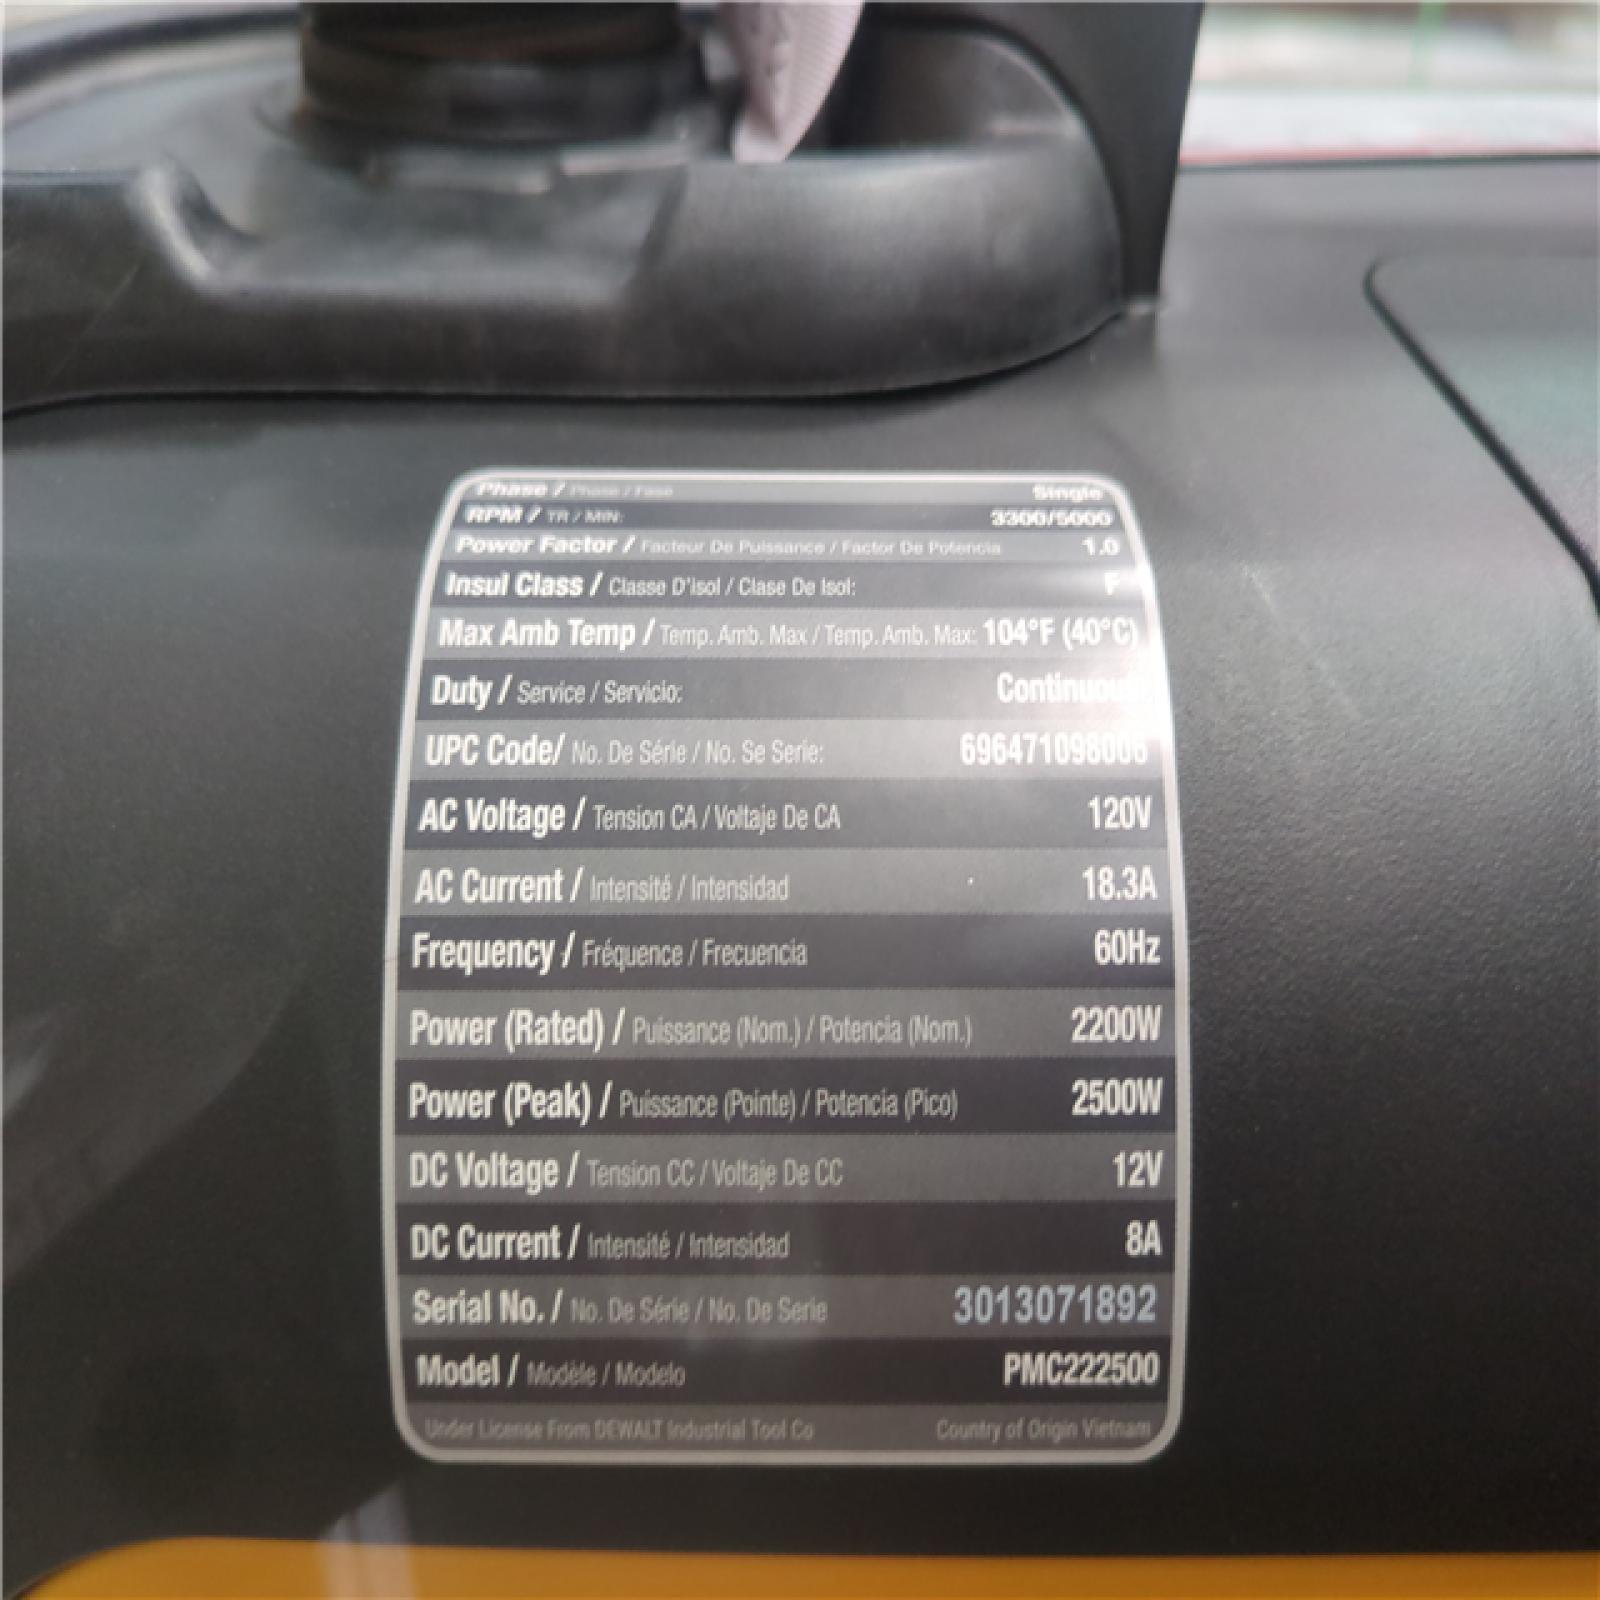 Phase / Phase / Fase Single
RPM / TR / MIN: 3300/5000
Power Factor / Facteur De Puissance / Factor De Potencia 1.0
Insul Class / Classe D'isol / Clase De Isol: F
Max Amb Temp / Temp. Amb. Max / Temp. Amb. Max: 104°F (40°C)
Duty / Service / Servicio: Continuous
UPC Code/ No. De Série / No. Se Serie:
AC Voltage / Tension CA / Voltaje De CA 120V
AC Current / Intensité / Intensidad 18.3A
Frequency / Fréquence / Frecuencia 60Hz
Power (Rated) / Puissance (Nom.) / Potencia (Nom.) 2200W
Power (Peak) / Puissance (Pointe) / Potencia (Pico) 2500W
DC Voltage / Tension CC / Voltaje De CC 12V
DC Current / Intensité / Intensidad 8A
Serial No. / No. De Série / No. De Serie 3013071892
Model / Modèle / Modelo PMC222500
Under License From DEWALT Industrial Tool Co Country of Origin Vietnam